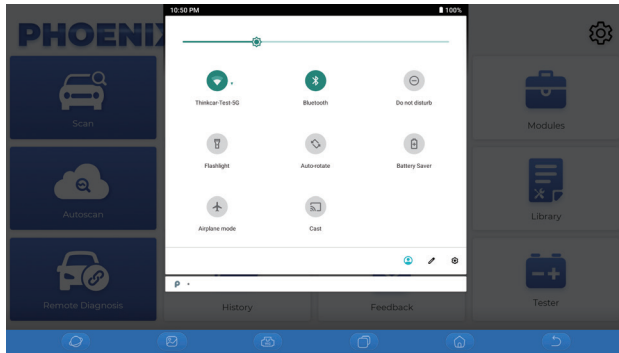 10:50 PM 100%
PHOENIX
Thinkcar-Test-5G Bluetooth Do not disturb
Scan Modules
Flashlight Auto-rotate Battery Saver
Autoscan Library
Airplane mode Cast
Remote Diagnosis History Feedback Tester